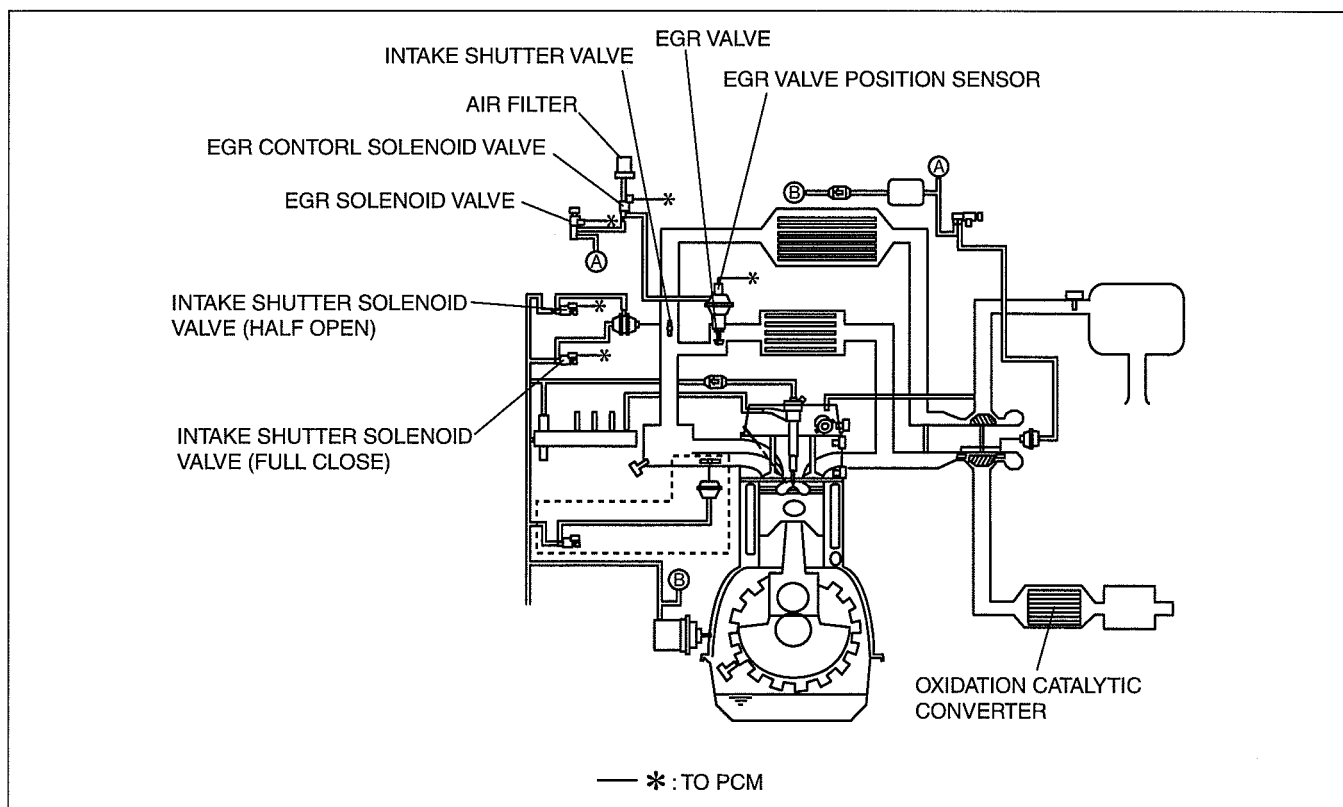 EGR VALVE
INTAKE SHUTTER VALVE
EGR VALVE POSITION SENSOR
AIR FILTER
EGR CONTORL SOLENOID VALVE
A
B
EGR SOLENOID VALVE
A
INTAKE SHUTTER SOLENOID
VALVE (HALF OPEN)
INTAKE SHUTTER SOLENOID
VALVE (FULL CLOSE)
B
OXIDATION CATALYTIC
CONVERTER
* : TO PCM